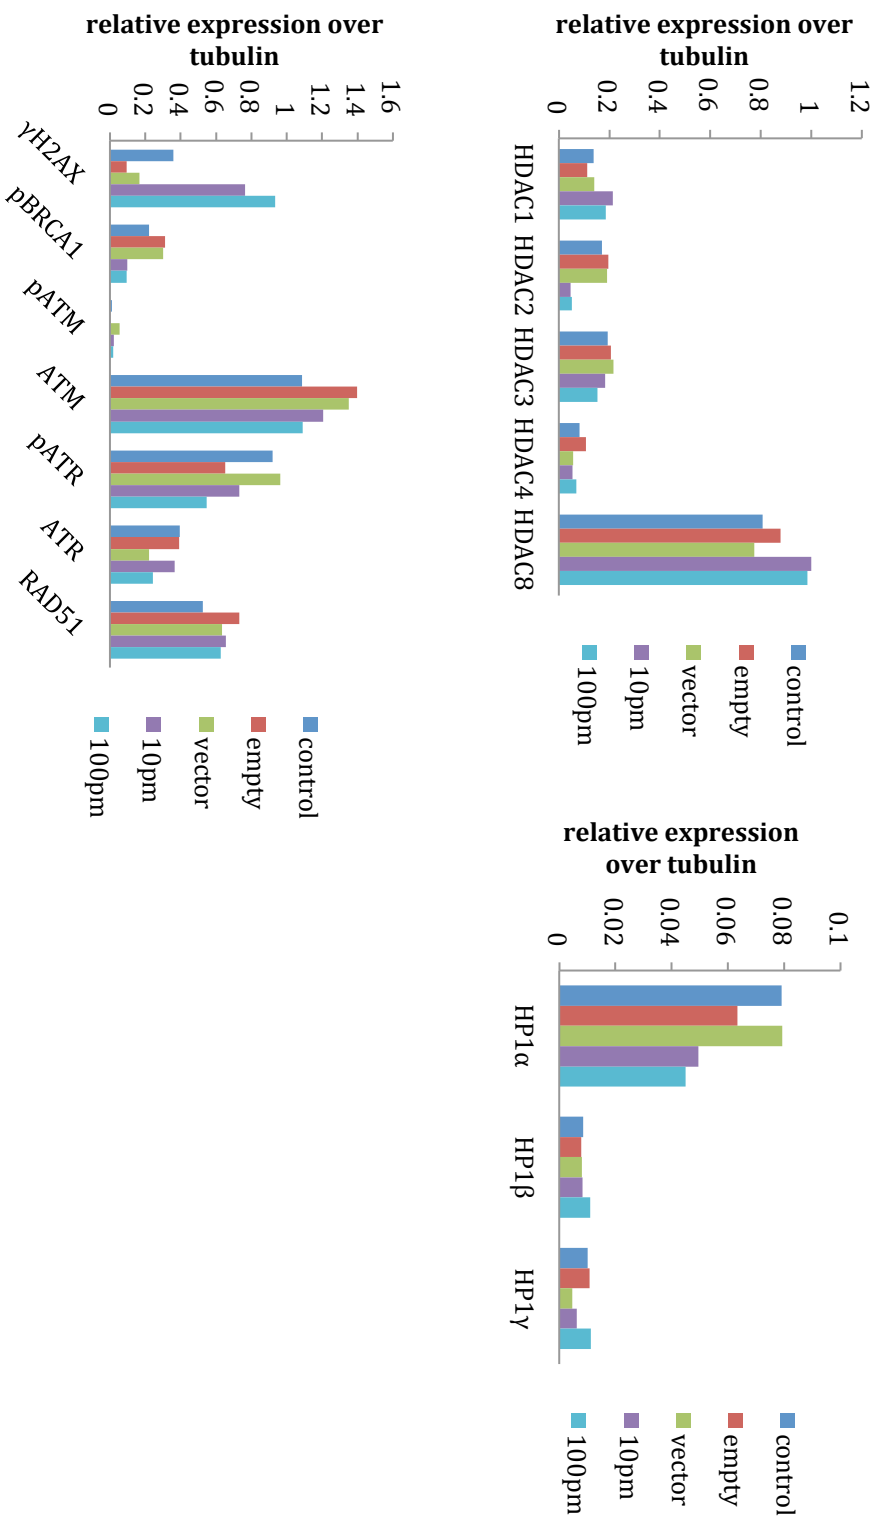 relative expression over
tubulin
1.2
1
0.8
0.6
0.4
0.2
0
HDAC1
HDAC2
HDAC3
HDAC4
HDAC8
control
empty
vector
10pm
100pm
relative expression
over tubulin
0.1
0.08
0.06
0.04
0.02
0
HP1α
HP1β
HP1γ
control
empty
vector
10pm
100pm
relative expression over
tubulin
1.6
1.4
1.2
1
0.8
0.6
0.4
0.2
0
γH2AX
pBRCA1
pATM
ATM
pATR
ATR
RAD51
control
empty
vector
10pm
100pm